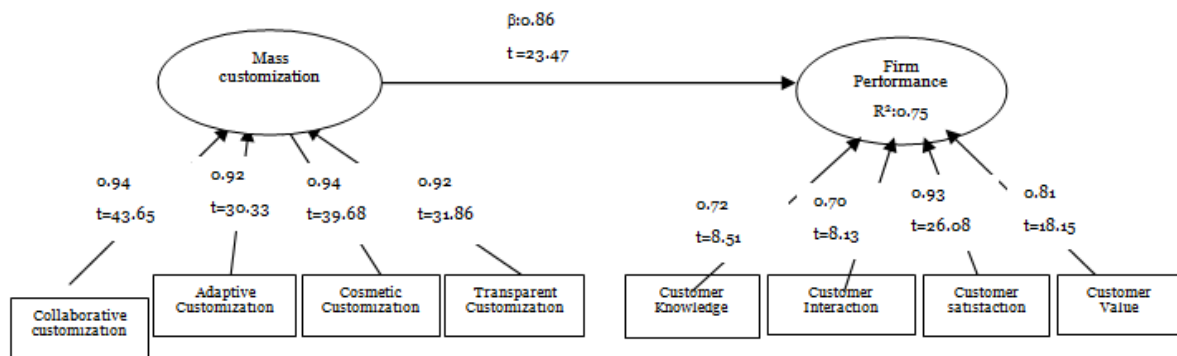 β:0.86
t=23.47
Mass
customization
Firm
Performance
R²:0.75
0.94
t=43.65
0.92
t=30.33
0.94
t=39.68
0.92
t=31.86
0.72
t=8.51
0.70
t=8.13
0.93
t=26.08
0.81
t=18.15
Collaborative
customization
Adaptive
Customization
Cosmetic
Customization
Transparent
Customization
Customer
Knowledge
Customer
Interaction
Customer
satisfaction
Customer
Value